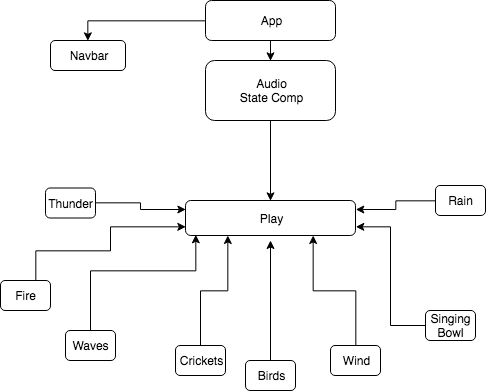 App
Navbar
Audio
State Comp
Thunder
Rain
Play
Fire
Singing
Bowl
Waves
Crickets
Wind
Birds